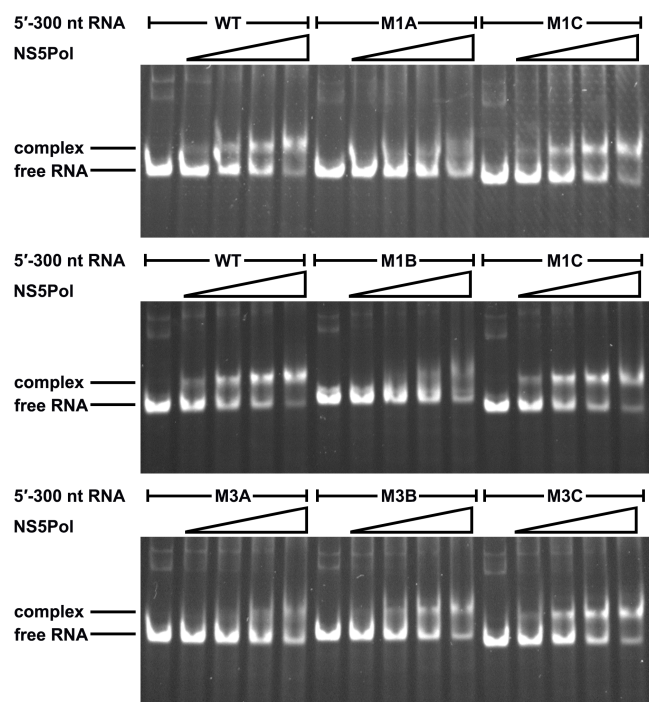 5′-300 nt RNA WT M1A M1C
NS5Pol
complex
free RNA
5′-300 nt RNA WT M1B M1C
NS5Pol
complex
free RNA
5′-300 nt RNA M3A M3B M3C
NS5Pol
complex
free RNA